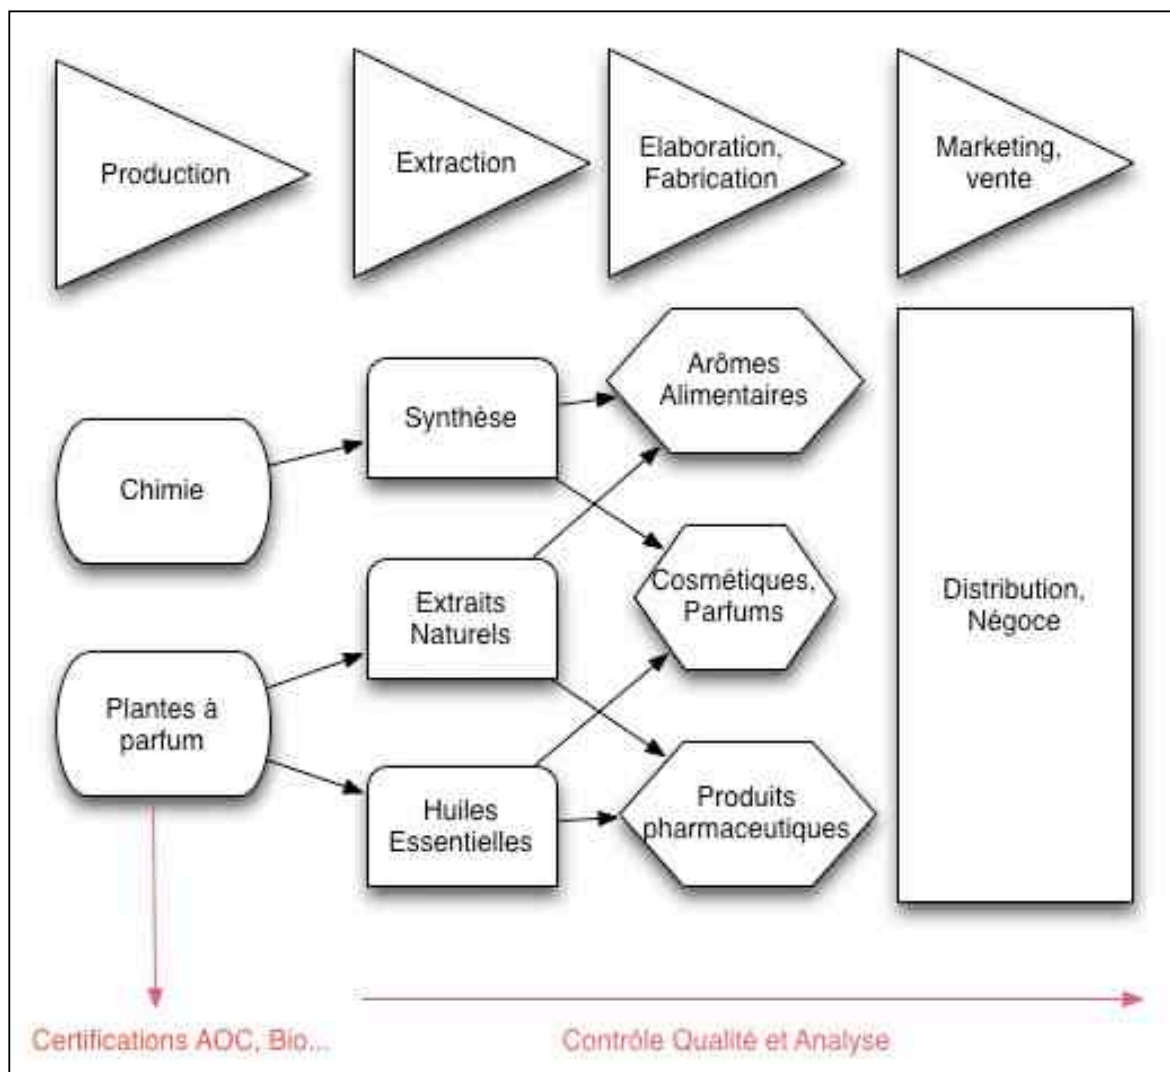 Production
Extraction
Elaboration,
Fabrication
Marketing,
vente
Chimie
Plantes à
parfum
Synthèse
Extraits
Naturels
Huiles
Essentielles
Arômes
Alimentaires
Cosmétiques,
Parfums
Produits
pharmaceutiques
Distribution,
Négoce
Certifications AOC, Bio...
Contrôle Qualité et Analyse